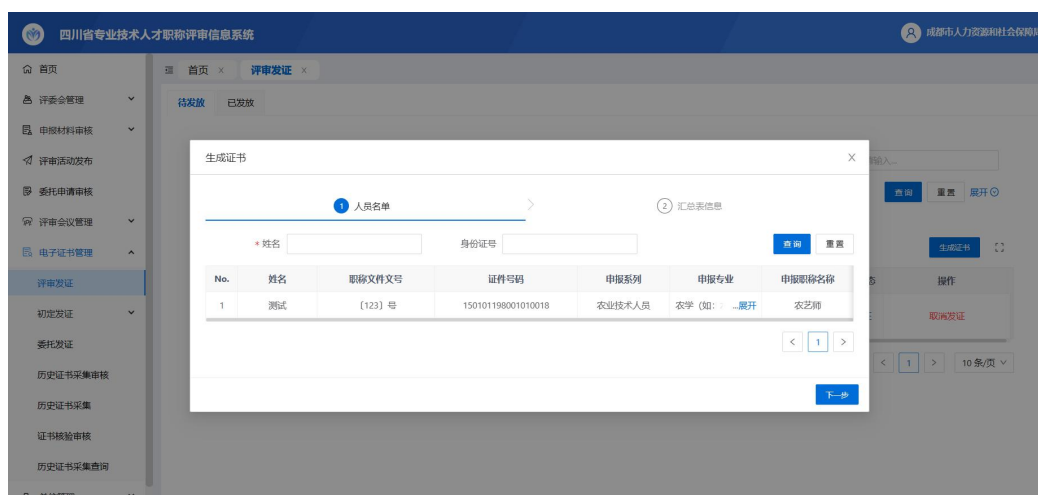 四川省专业技术人才职称评审信息系统
成都市人力资源和社会保障局
首页
评委会管理
申报材料审核
评审活动发布
委托申请审核
评审会议管理
电子证书管理
评审发证
初定发证
委托发证
历史证书采集审核
历史证书采集
证书核验审核
历史证书采集查询
首页 × 评审发证 ×
待发放 已发放
查询 重置 展开
生成证书
操作
取消发证
1 10 条/页
生成证书 ×
1 人员名单 2 汇总表信息
* 姓名 身份证号 查询 重置
No. 姓名 职称文件文号 证件号码 申报系列 申报专业 申报职称名称
1 测试 〔123〕号 150101198001010018 农业技术人员 农学（如： ...展开 农艺师
< 1 >
下一步